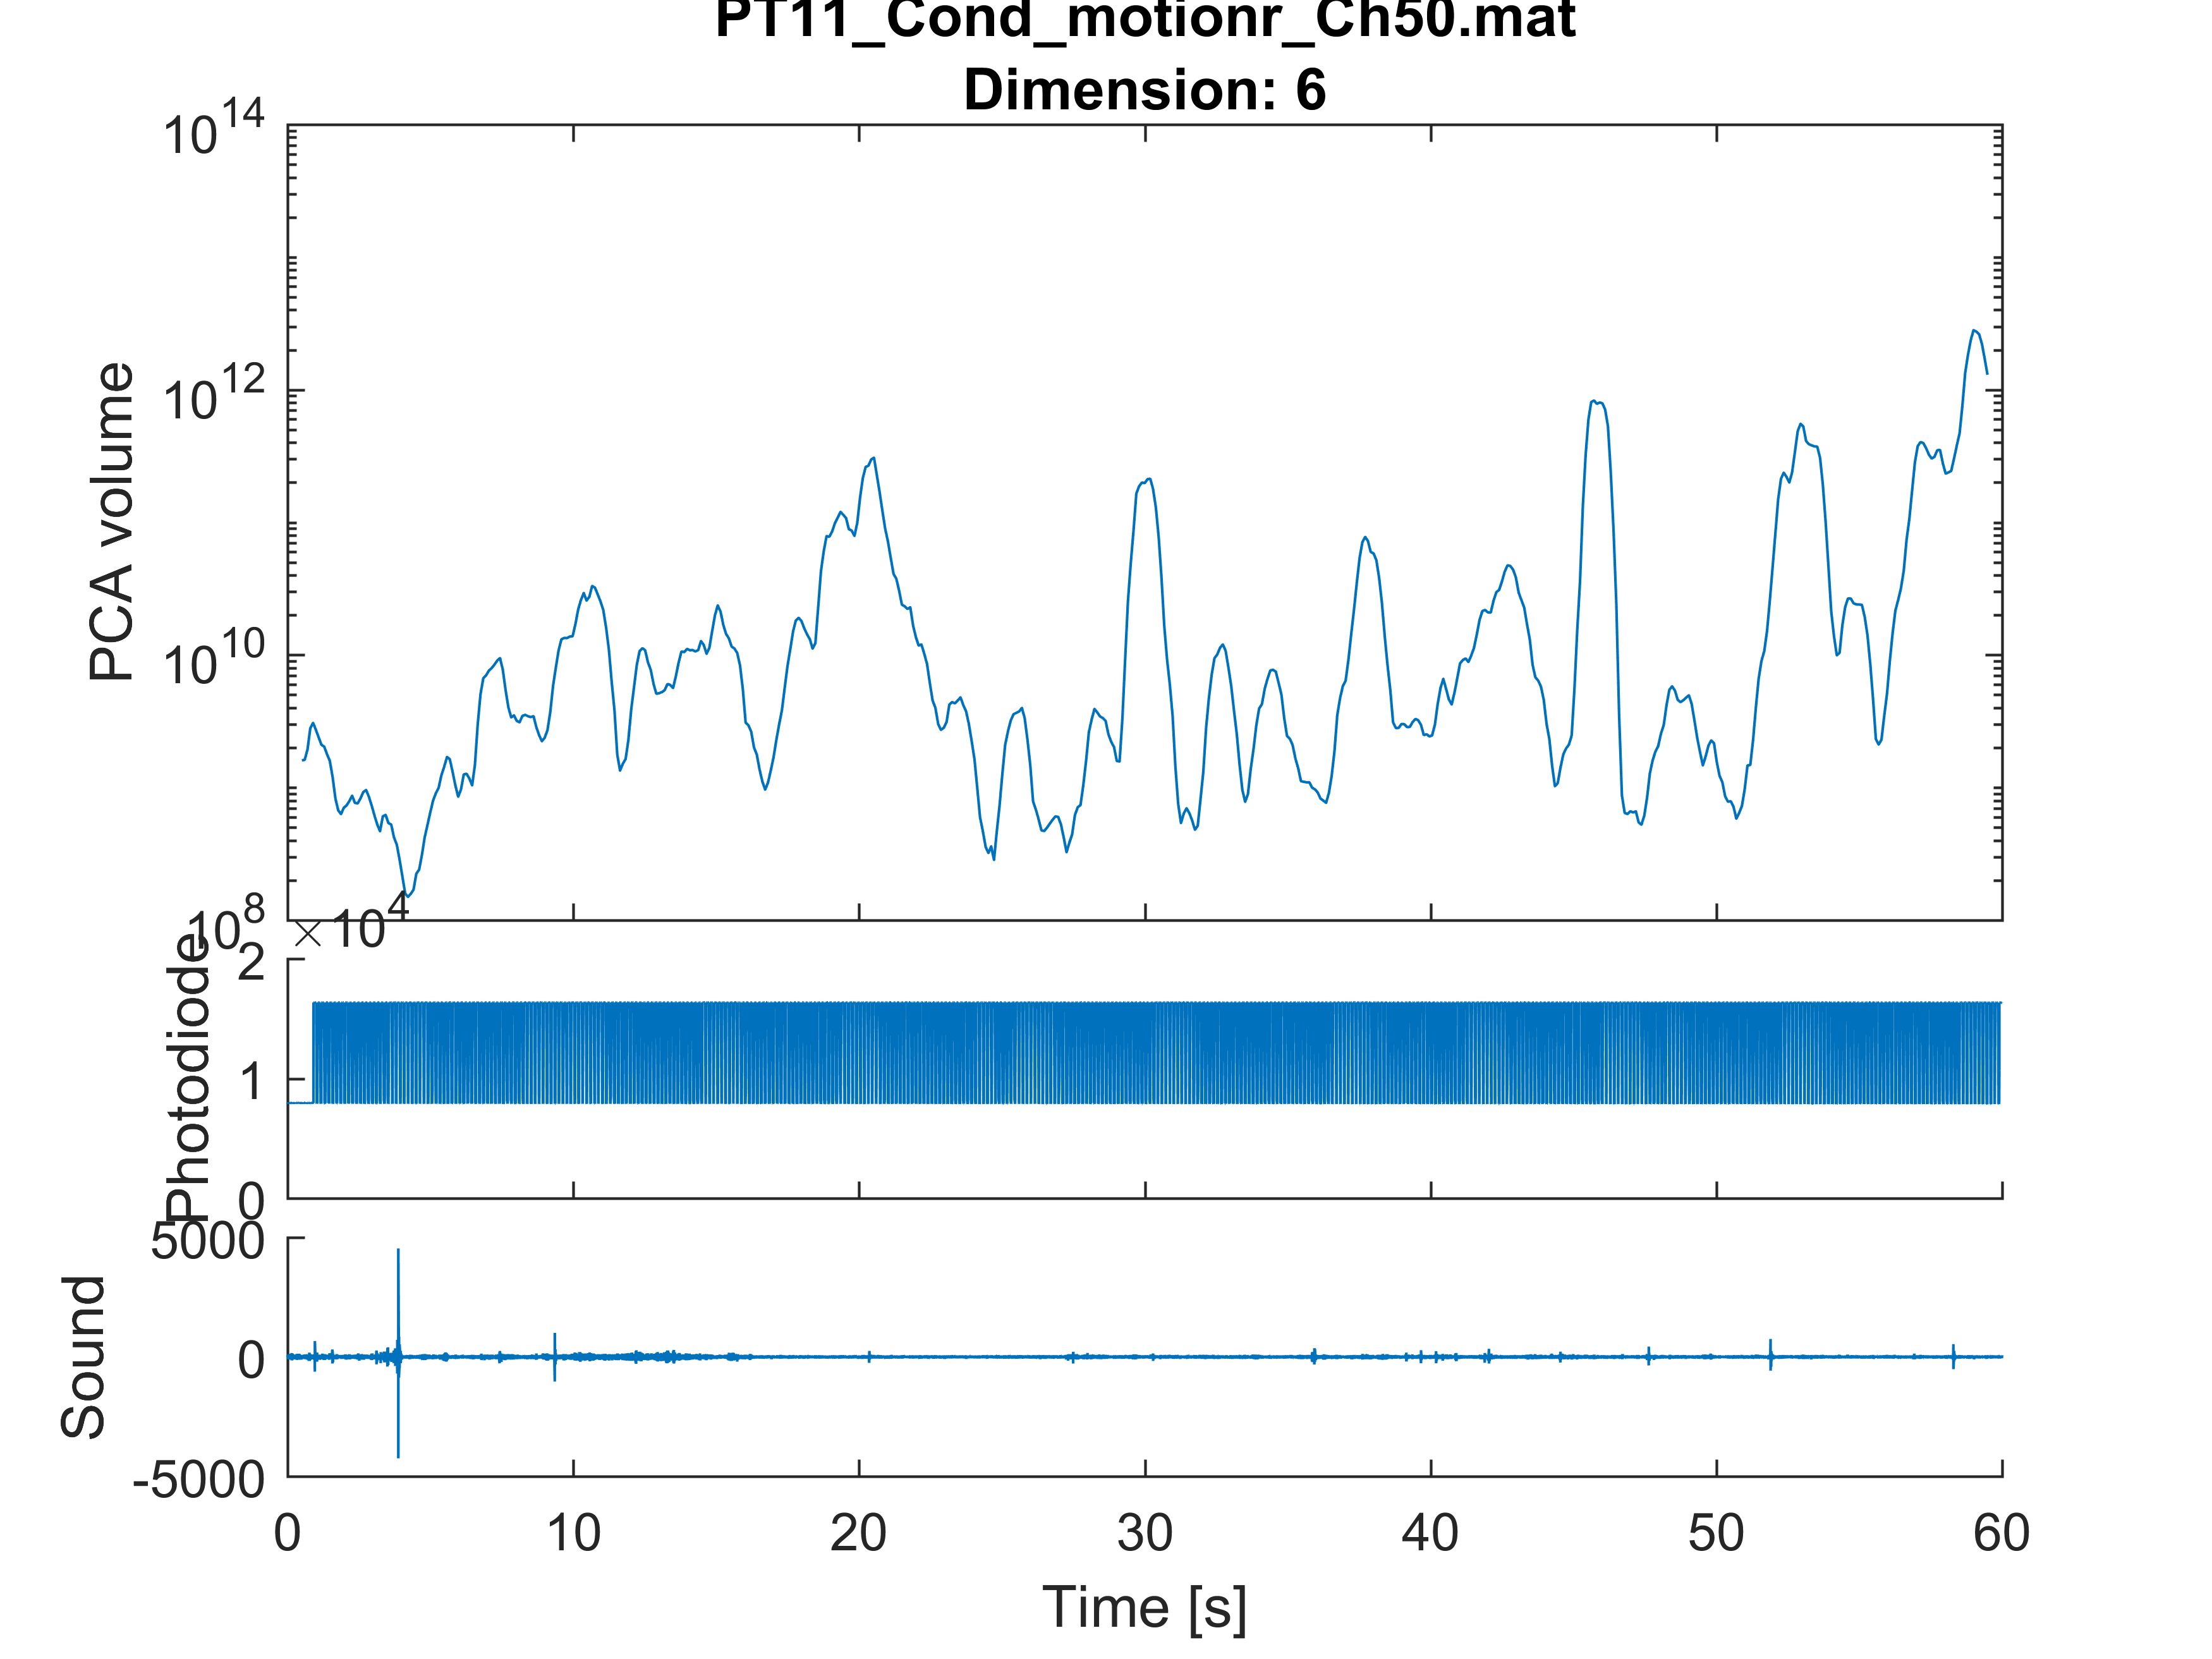 PT11_Cond_motionr_Ch50.mat
Dimension: 6
10^14
10^12
10^10
10^8
PCA volume
× 10^4
2
1
0
Photodiode
5000
0
-5000
Sound
0 10 20 30 40 50 60
Time [s]